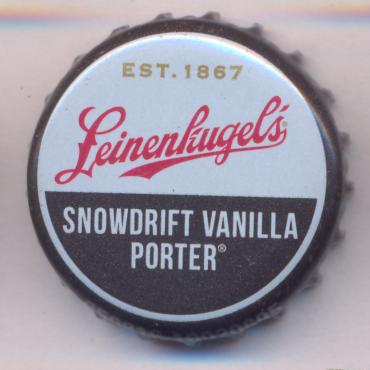 EST. 1867
Leinenkugel's®
SNOWDRIFT VANILLA
PORTER®